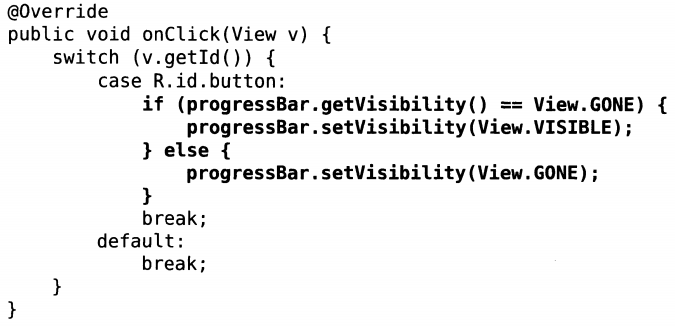 @Override
public void onClick(View v) {
    switch (v.getId()) {
        case R.id.button:
            if (progressBar.getVisibility() == View.GONE) {
                progressBar.setVisibility(View.VISIBLE);
            } else {
                progressBar.setVisibility(View.GONE);
            }
            break;
        default:
            break;
    }
}